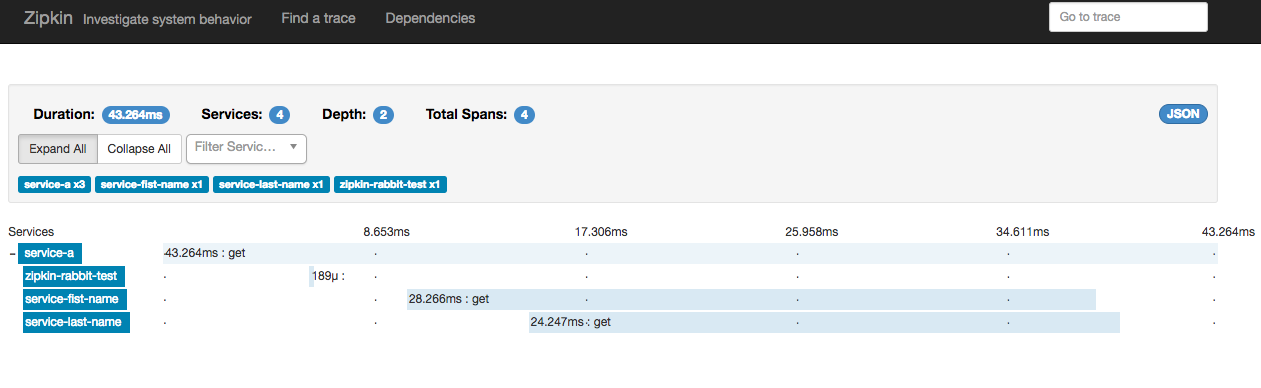 Zipkin Investigate system behavior Find a trace Dependencies Go to trace
Duration: 43.264ms Services: 4 Depth: 2 Total Spans: 4 JSON
Expand All Collapse All Filter Servic...
service-a x3 service-fist-name x1 service-last-name x1 zipkin-rabbit-test x1
Services 8.653ms 17.306ms 25.958ms 34.611ms 43.264ms
- service-a 43.264ms : get
zipkin-rabbit-test 189µ :
service-fist-name 28.266ms : get
service-last-name 24.247ms : get